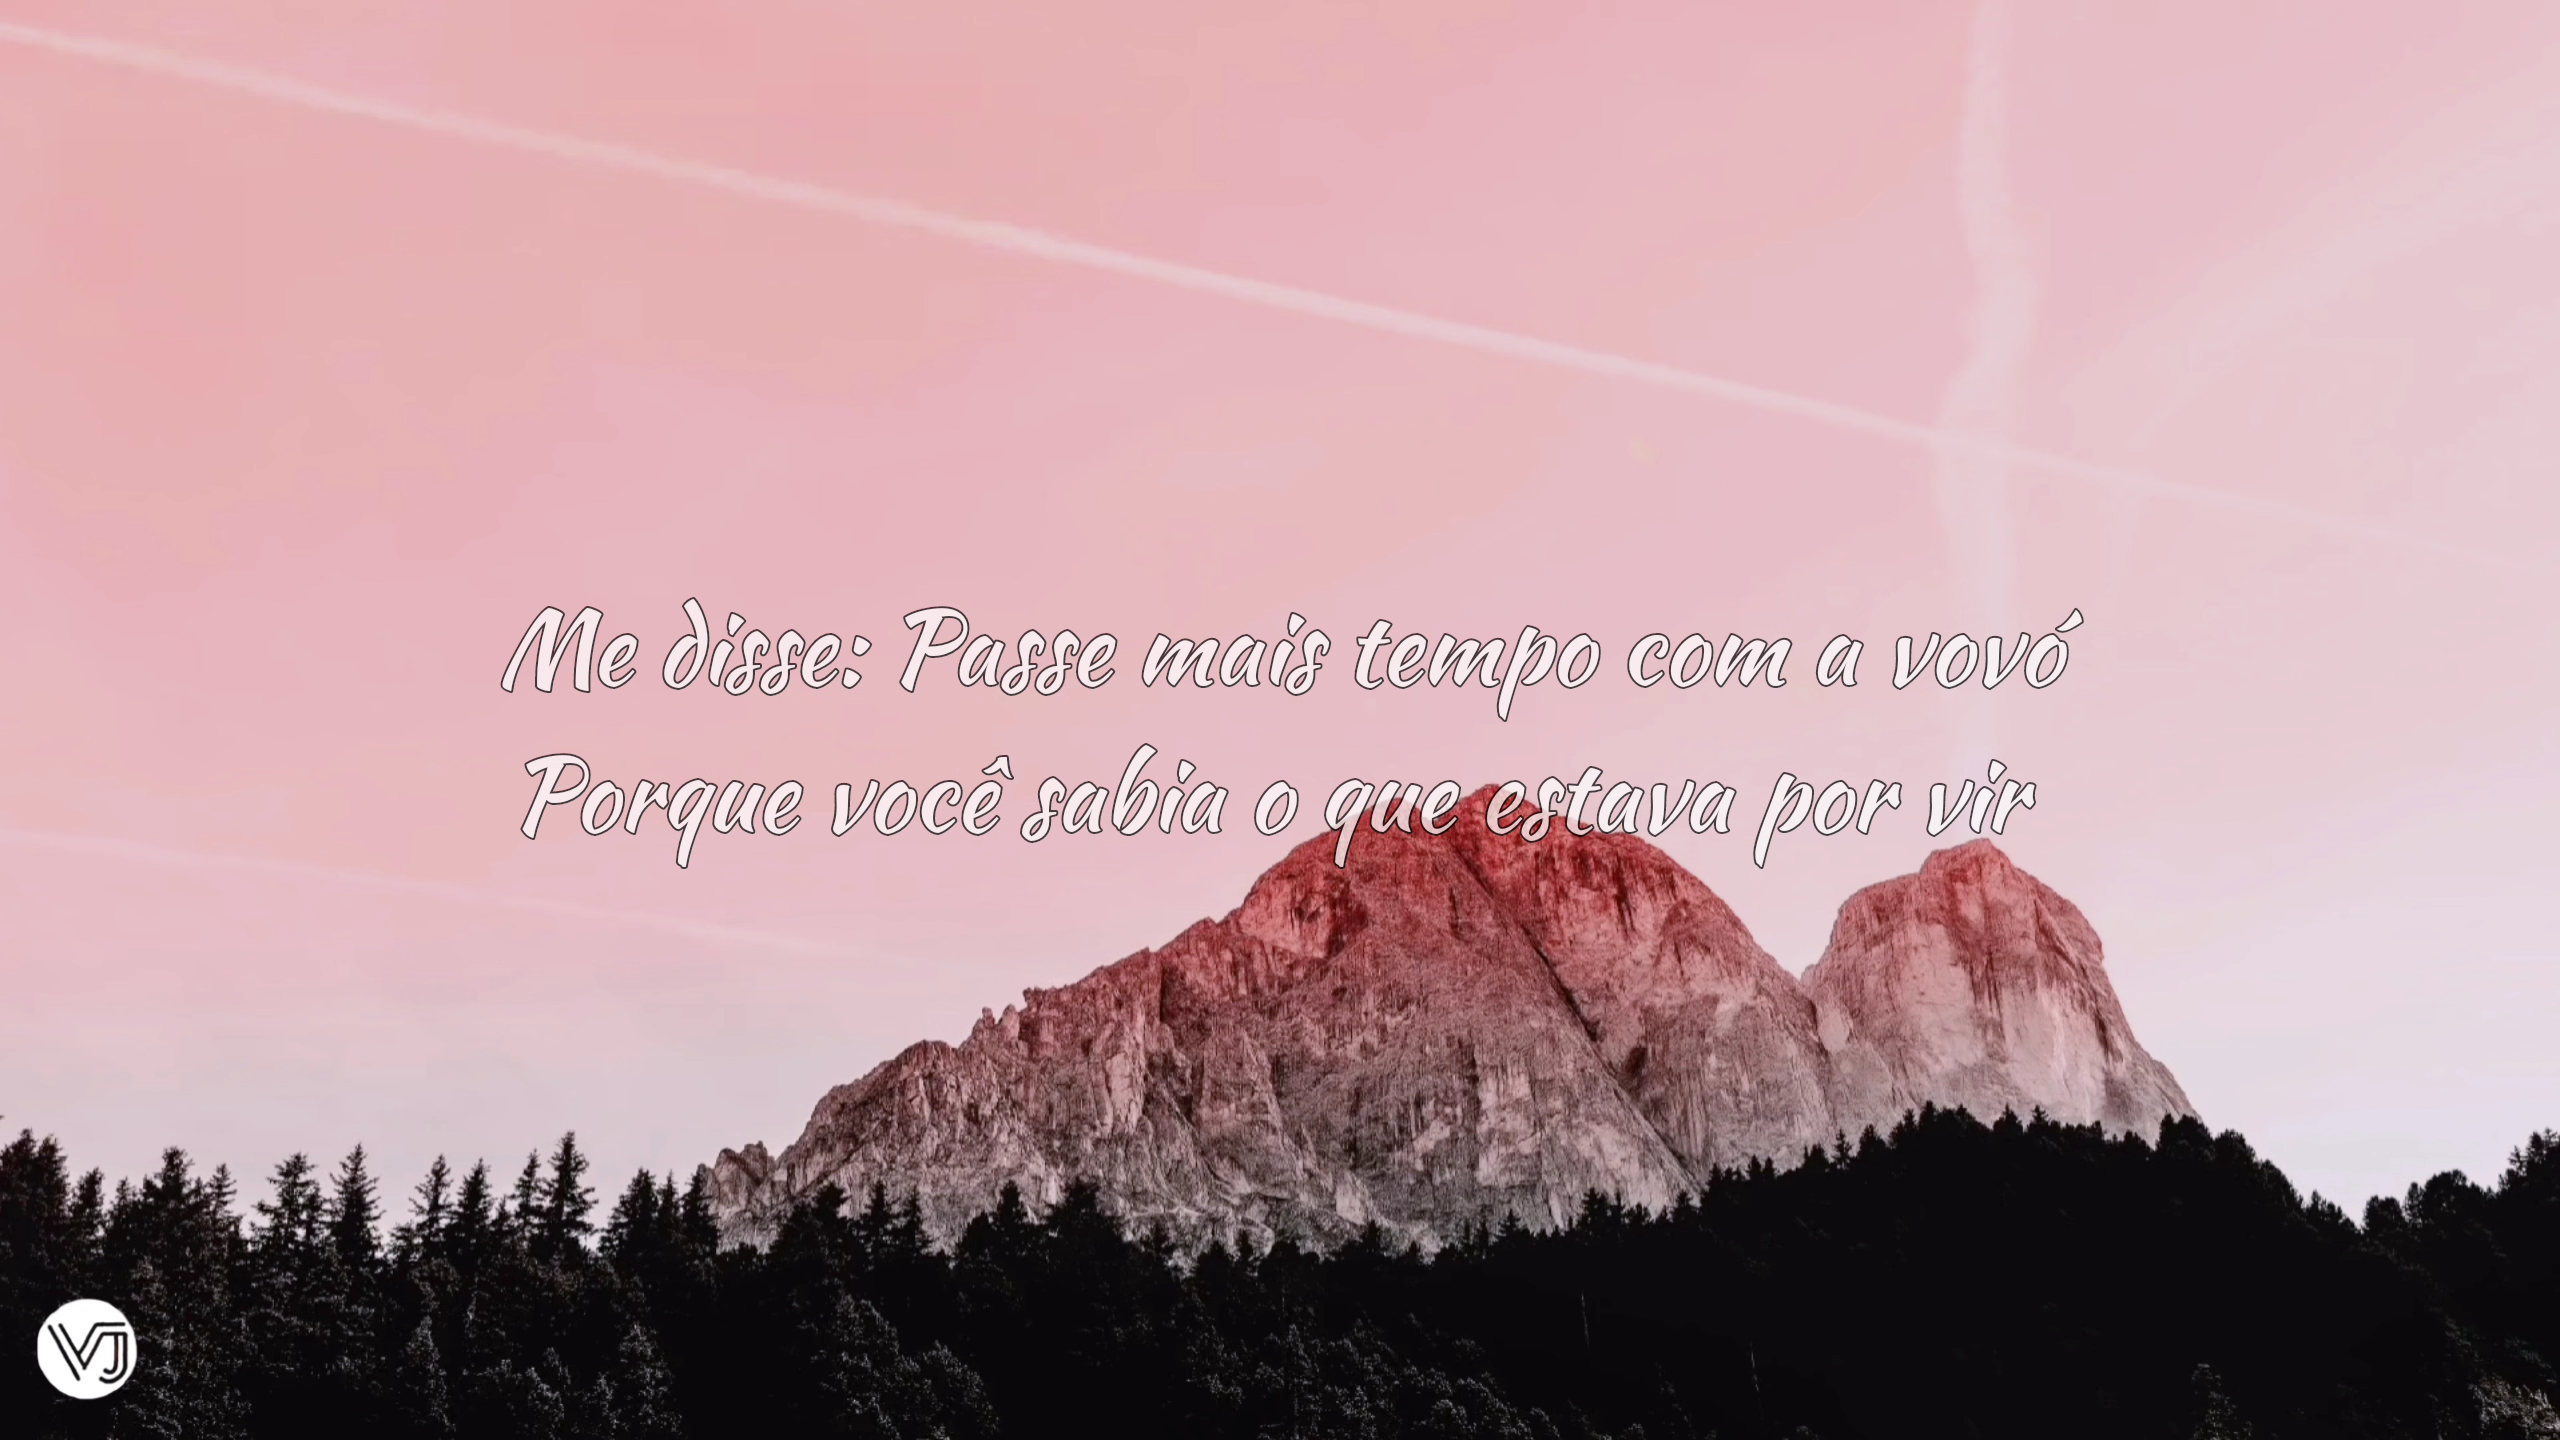 Me disse: Passe mais tempo com a vovó
Porque você sabia o que estava por vir
VJ